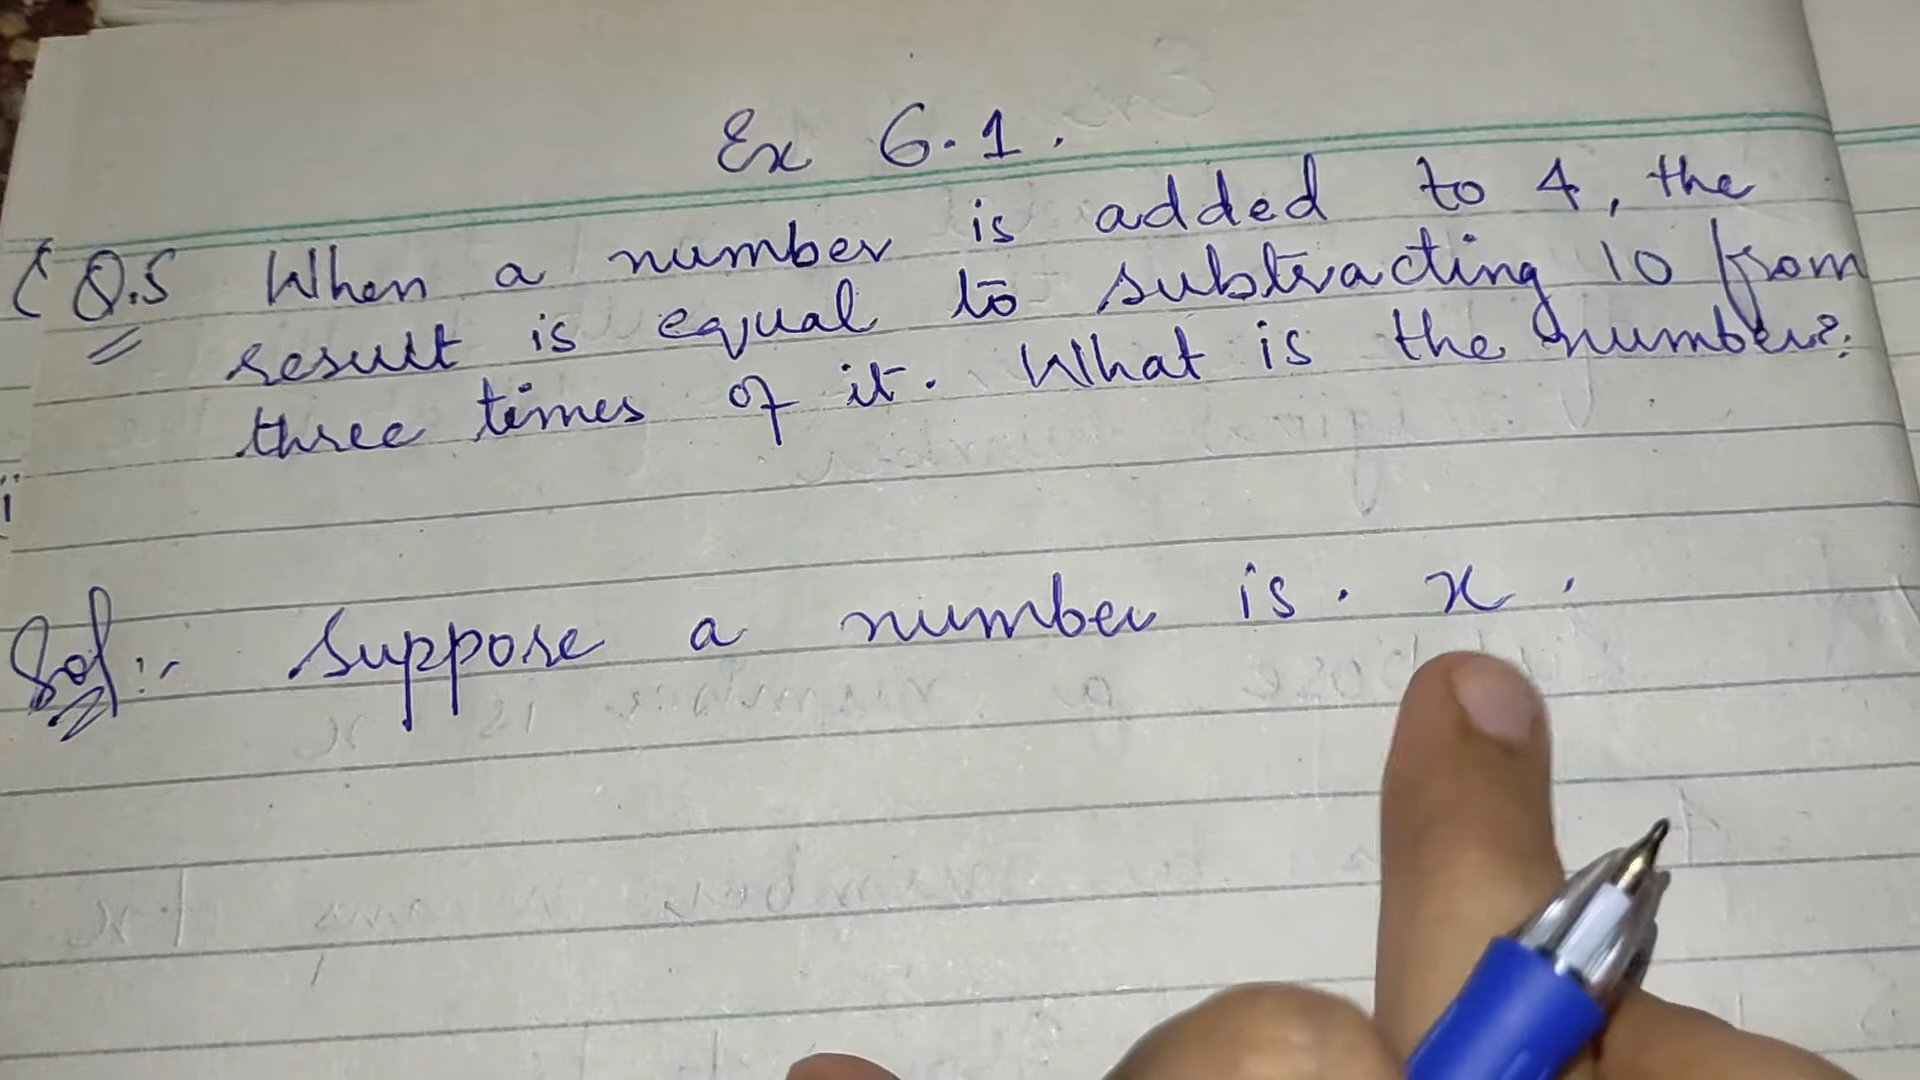 Ex 6.1.
Q.5 When a number is added to 4, the
result is equal to subtracting 10 from
three times of it. What is the number?
Sol:- Suppose a number is. x.